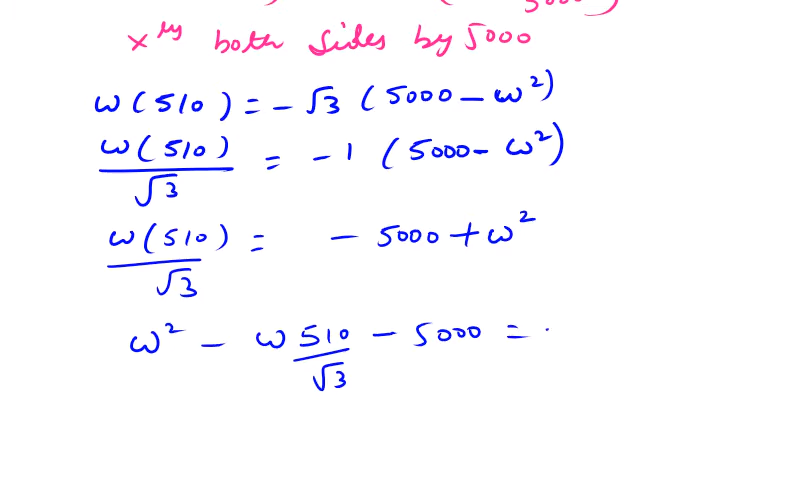 5000)
x^ly both sides by 5000
ω(510) = - √3 (5000 - ω²)
ω(510)/√3 = - 1 (5000 - ω²)
ω(510)/√3 = - 5000 + ω²
ω² - ω 510/√3 - 5000 =